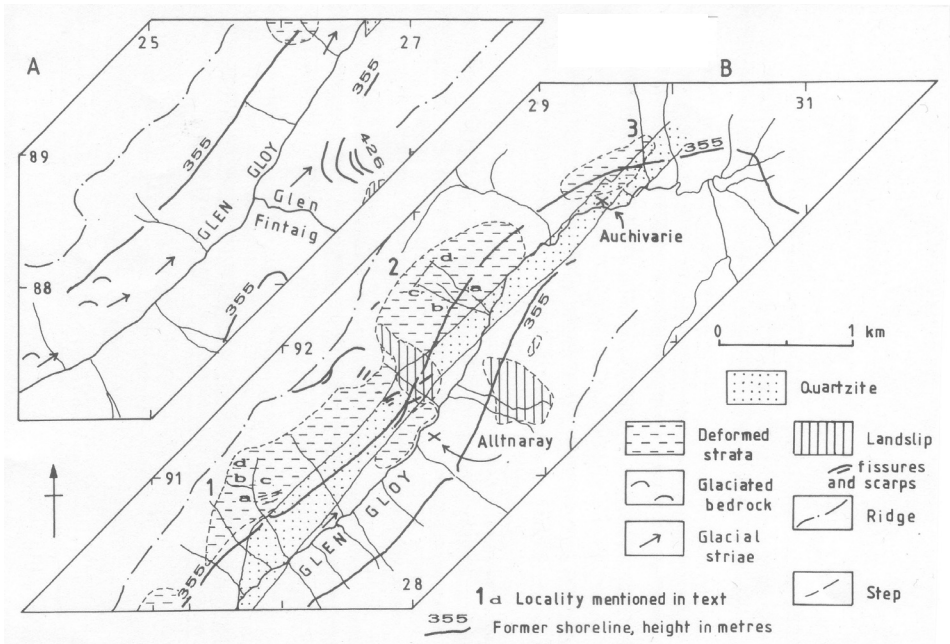 A
25
27
355
355
426
89
GLEN GLOY
Glen
Fintaig
88
355
B
29
31
3
355
Auchivarie
2
d
c
a
b
355
0 1 km
92
Quartzite
Alltnaray
Deformed
strata
Landslip
fissures
and scarps
91
1
d
b
c
a
Glaciated
bedrock
Ridge
Glacial
striae
GLEN GLOY
355
28
Step
1 a Locality mentioned in text
355 Former shoreline, height in metres